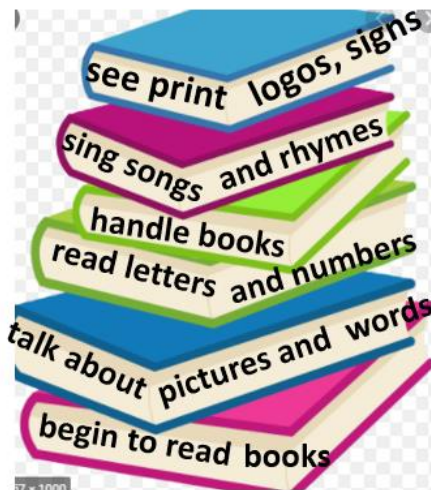 see print logos, signs
sing songs and rhymes
handle books
read letters and numbers
talk about pictures and words
begin to read books